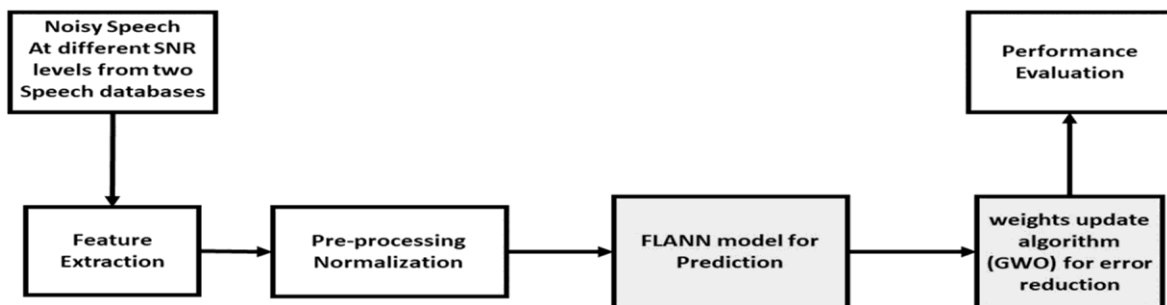 Noisy Speech
At different SNR
levels from two
Speech databases
Feature
Extraction
Pre-processing
Normalization
FLANN model for
Prediction
weights update
algorithm
(GWO) for error
reduction
Performance
Evaluation